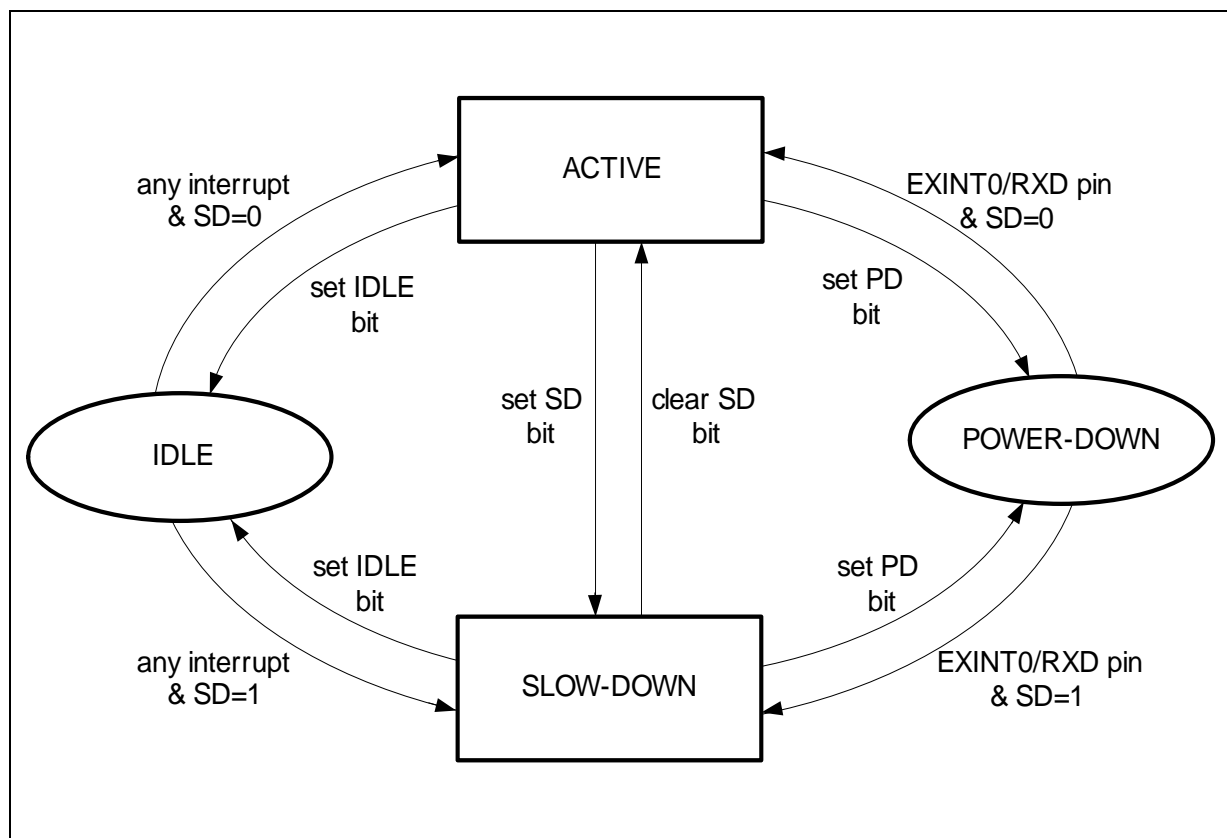 ACTIVE
any interrupt
& SD=0
EXINT0/RXD pin
& SD=0
set IDLE
bit
set PD
bit
set SD
bit
clear SD
bit
IDLE
POWER-DOWN
set IDLE
bit
set PD
bit
any interrupt
& SD=1
SLOW-DOWN
EXINT0/RXD pin
& SD=1